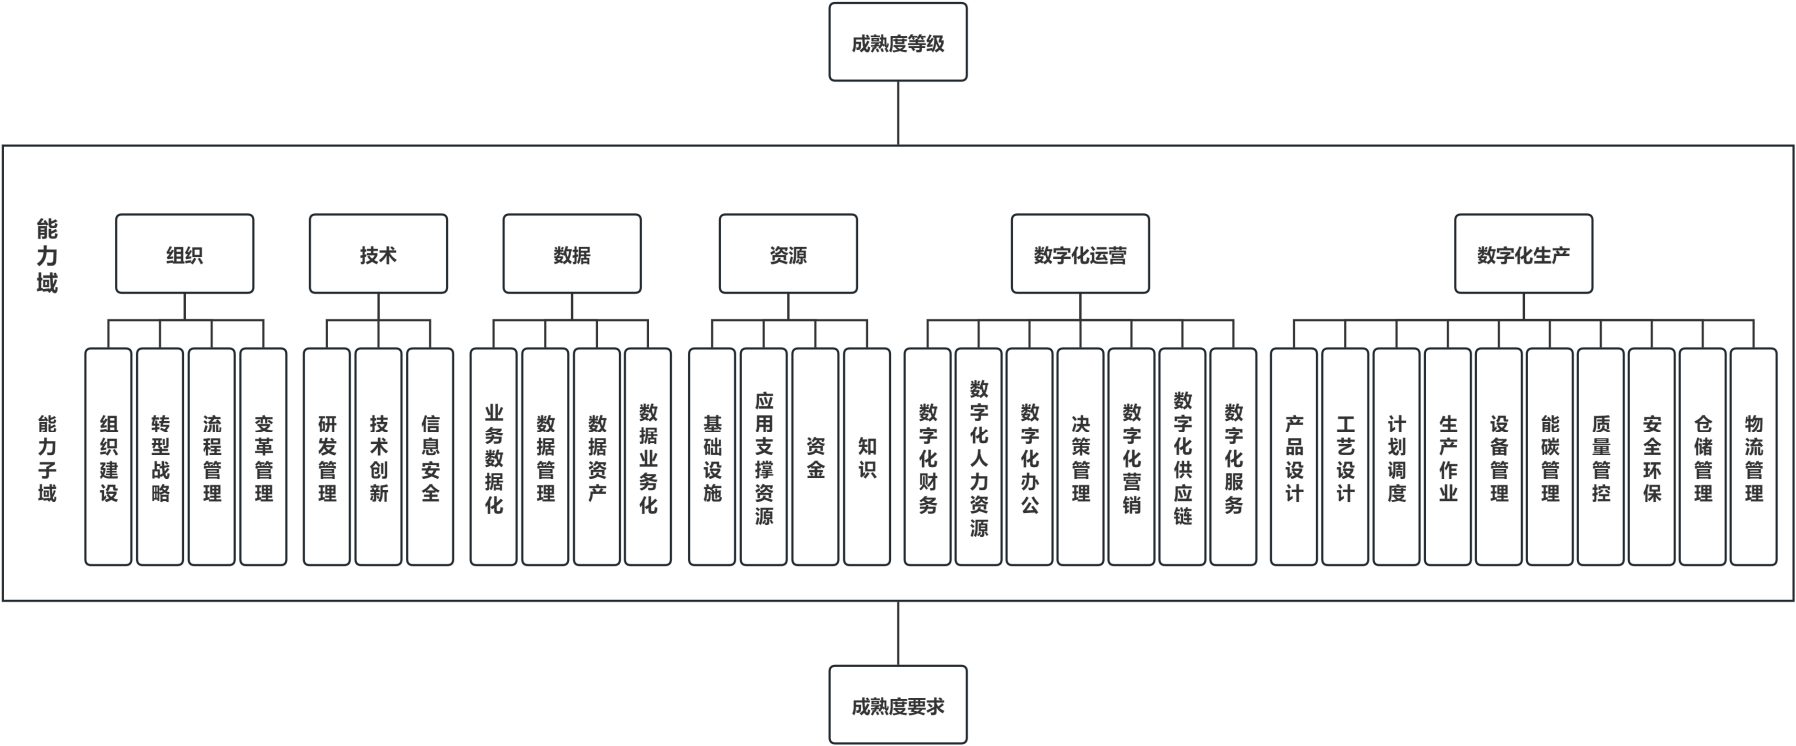 成熟度等级
能力域
组织
技术
数据
资源
数字化运营
数字化生产
能力子域
组织建设
转型战略
流程管理
变革管理
研发管理
技术创新
信息安全
业务数据化
数据管理
数据资产
数据业务化
基础设施
应用支撑资源
资金
知识
数字化财务
数字化人力资源
数字化办公
决策管理
数字化营销
数字化供应链
数字化服务
产品设计
工艺设计
计划调度
生产作业
设备管理
能碳管理
质量管控
安全环保
仓储管理
物流管理
成熟度要求